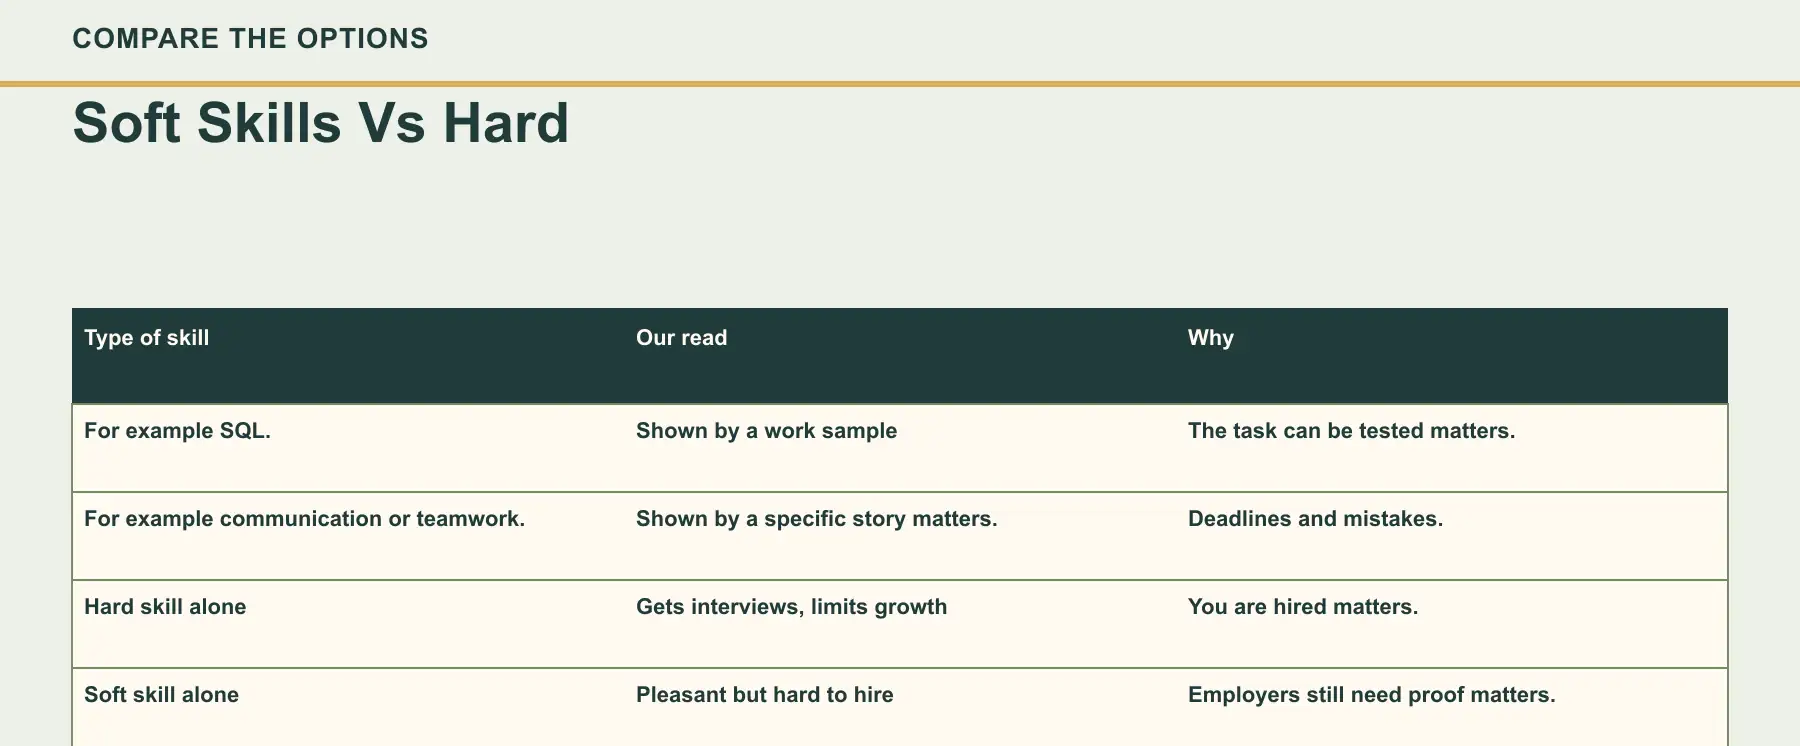 COMPARE THE OPTIONS
Soft Skills Vs Hard
Type of skill Our read Why
For example SQL. Shown by a work sample The task can be tested matters.
For example communication or teamwork. Shown by a specific story matters. Deadlines and mistakes.
Hard skill alone Gets interviews, limits growth You are hired matters.
Soft skill alone Pleasant but hard to hire Employers still need proof matters.